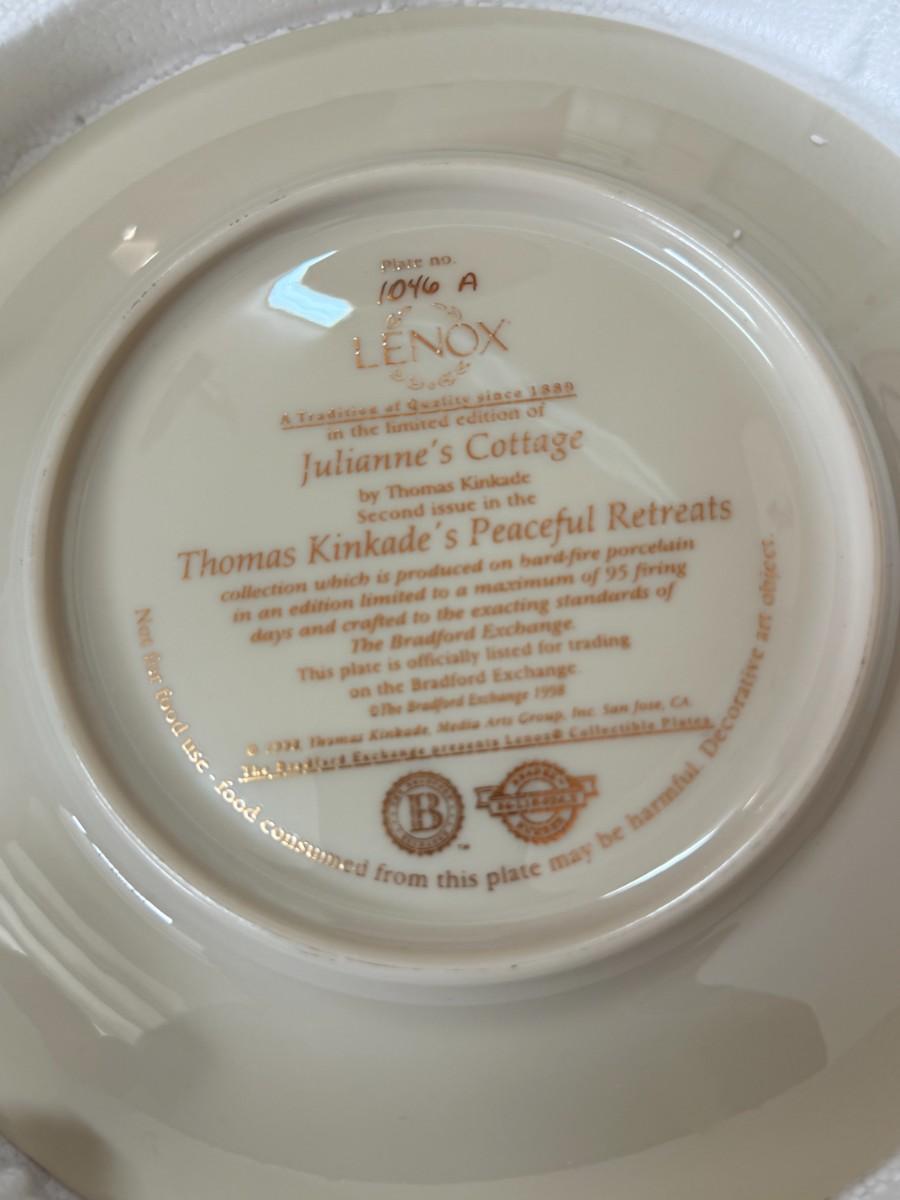 Plate no.
1046 A
LENOX
A Tradition of Quality since 1889
in the limited edition of
Julianne's Cottage
by Thomas Kinkade
Second issue in the
Thomas Kinkade's Peaceful Retreats
collection which is produced on hard-fire porcelain
in an edition limited to a maximum of 95 firing
days and crafted to the exacting standards of
The Bradford Exchange.
This plate is officially listed for trading
on the Bradford Exchange.
©The Bradford Exchange 1998
© Thomas Kinkade, Media Arts Group, Inc. San Jose, CA
The Bradford Exchange presents Lenox® Collectible Plates
B
™
Not for food use - food consumed from this plate may be harmful. Decorative art object.